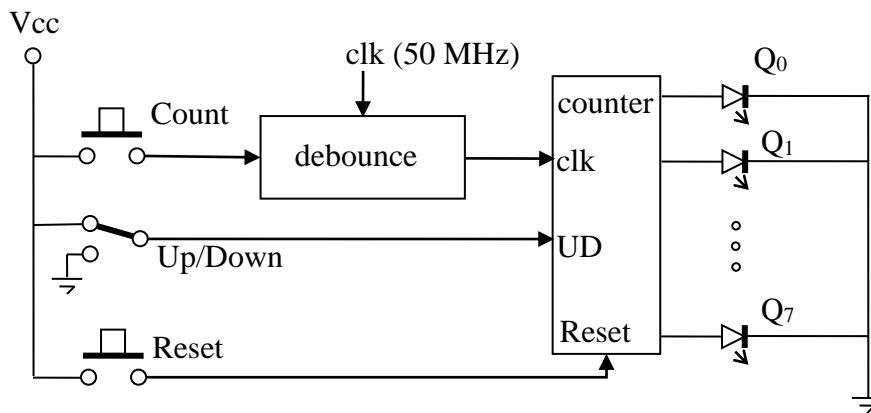 Vcc
clk (50 MHz)
Q₀
Count
counter
debounce
clk
Q₁
Up/Down
UD
Reset
Reset
Q₇